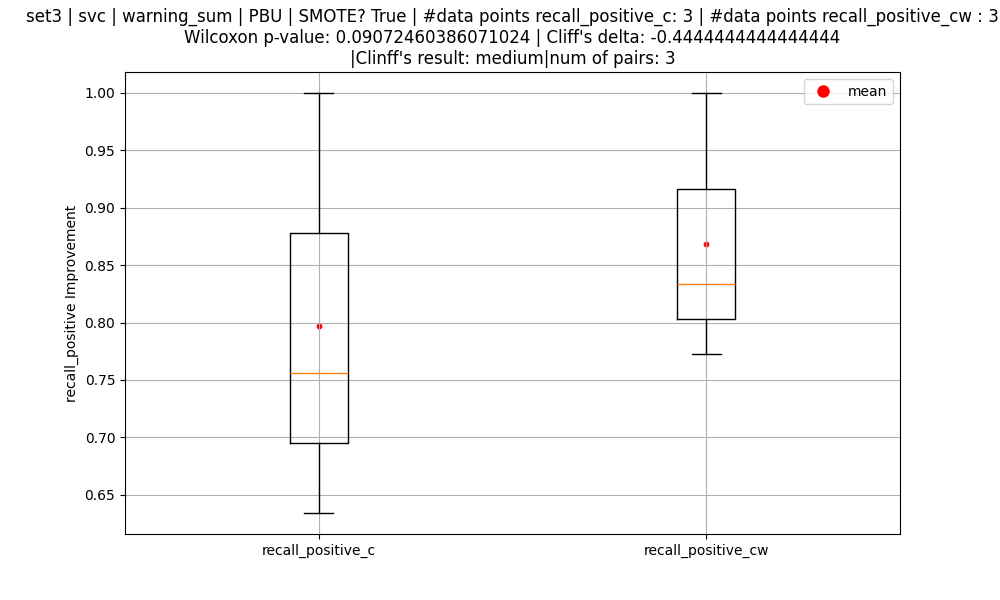 set3 | svc | warning_sum | PBU | SMOTE? True | #data points recall_positive_c: 3 | #data points recall_positive_cw : 3
Wilcoxon p-value: 0.09072460386071024 | Cliff's delta: -0.4444444444444444
|Clinff's result: medium|num of pairs: 3
mean
1.00
0.95
0.90
0.85
0.80
0.75
0.70
0.65
recall_positive Improvement
recall_positive_c
recall_positive_cw